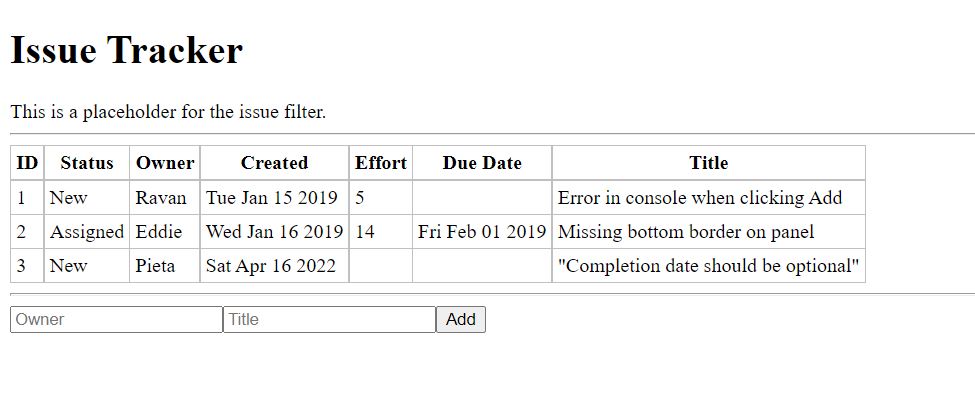 Issue Tracker
This is a placeholder for the issue filter.
ID Status Owner Created Effort Due Date Title
1 New Ravan Tue Jan 15 2019 5 Error in console when clicking Add
2 Assigned Eddie Wed Jan 16 2019 14 Fri Feb 01 2019 Missing bottom border on panel
3 New Pieta Sat Apr 16 2022 "Completion date should be optional"
Owner Title Add